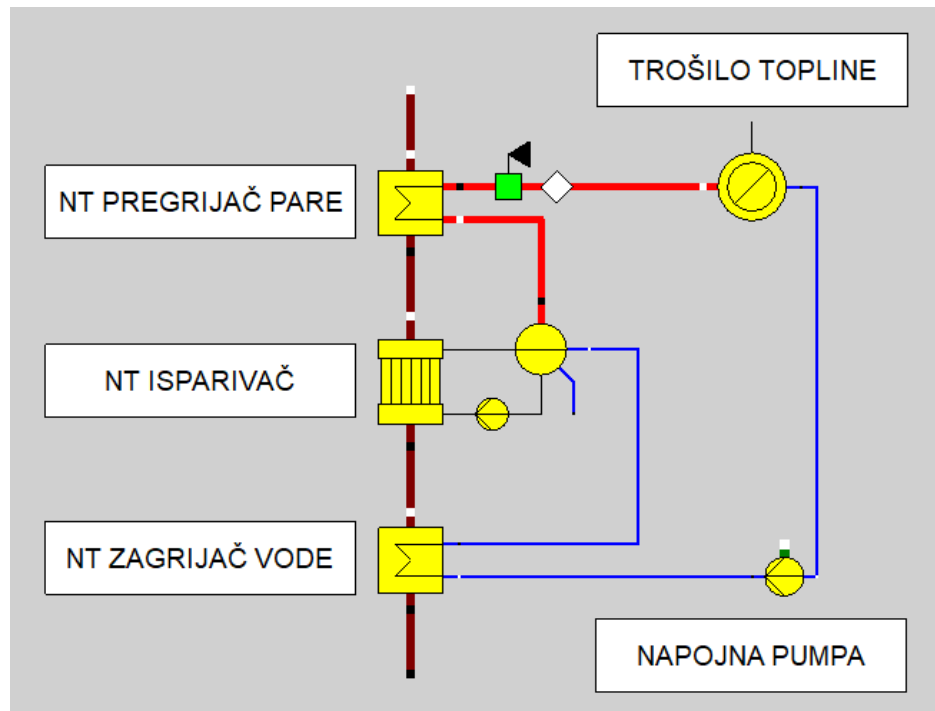 TROŠILO TOPLINE
NT PREGRIJAČ PARE
NT ISPARIVAČ
NT ZAGRIJAČ VODE
NAPOJNA PUMPA